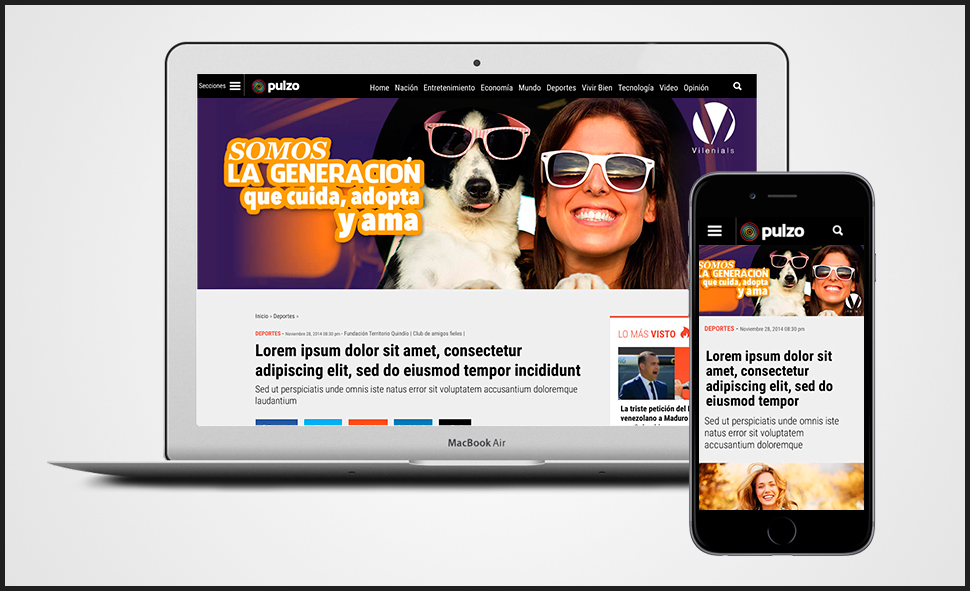 Secciones pulzo Home Nación Entretenimiento Economía Mundo Deportes Vivir Bien Tecnología Video Opinión
SOMOS
LA GENERACIÓN
que cuida, adopta
y ama
Vilenials
Inicio » Deportes »
DEPORTES - Noviembre 28, 2014 08:30 pm - Fundación Territorio Quindío | Club de amigos fieles |
Lorem ipsum dolor sit amet, consectetur
adipiscing elit, sed do eiusmod tempor incididunt
Sed ut perspiciatis unde omnis iste natus error sit voluptatem accusantium doloremque
laudantium
LO MÁS VISTO
La triste petición del
venezolano a Maduro
MacBook Air
pulzo
SOMOS
LA GENERACIÓN
que cuida, adopta
y ama
DEPORTES - Noviembre 28, 2014 08:30 pm
Lorem ipsum dolor sit
amet, consectetur
adipiscing elit, sed do
eiusmod tempor
Sed ut perspiciatis unde omnis iste
natus error sit voluptatem
accusantium doloremque